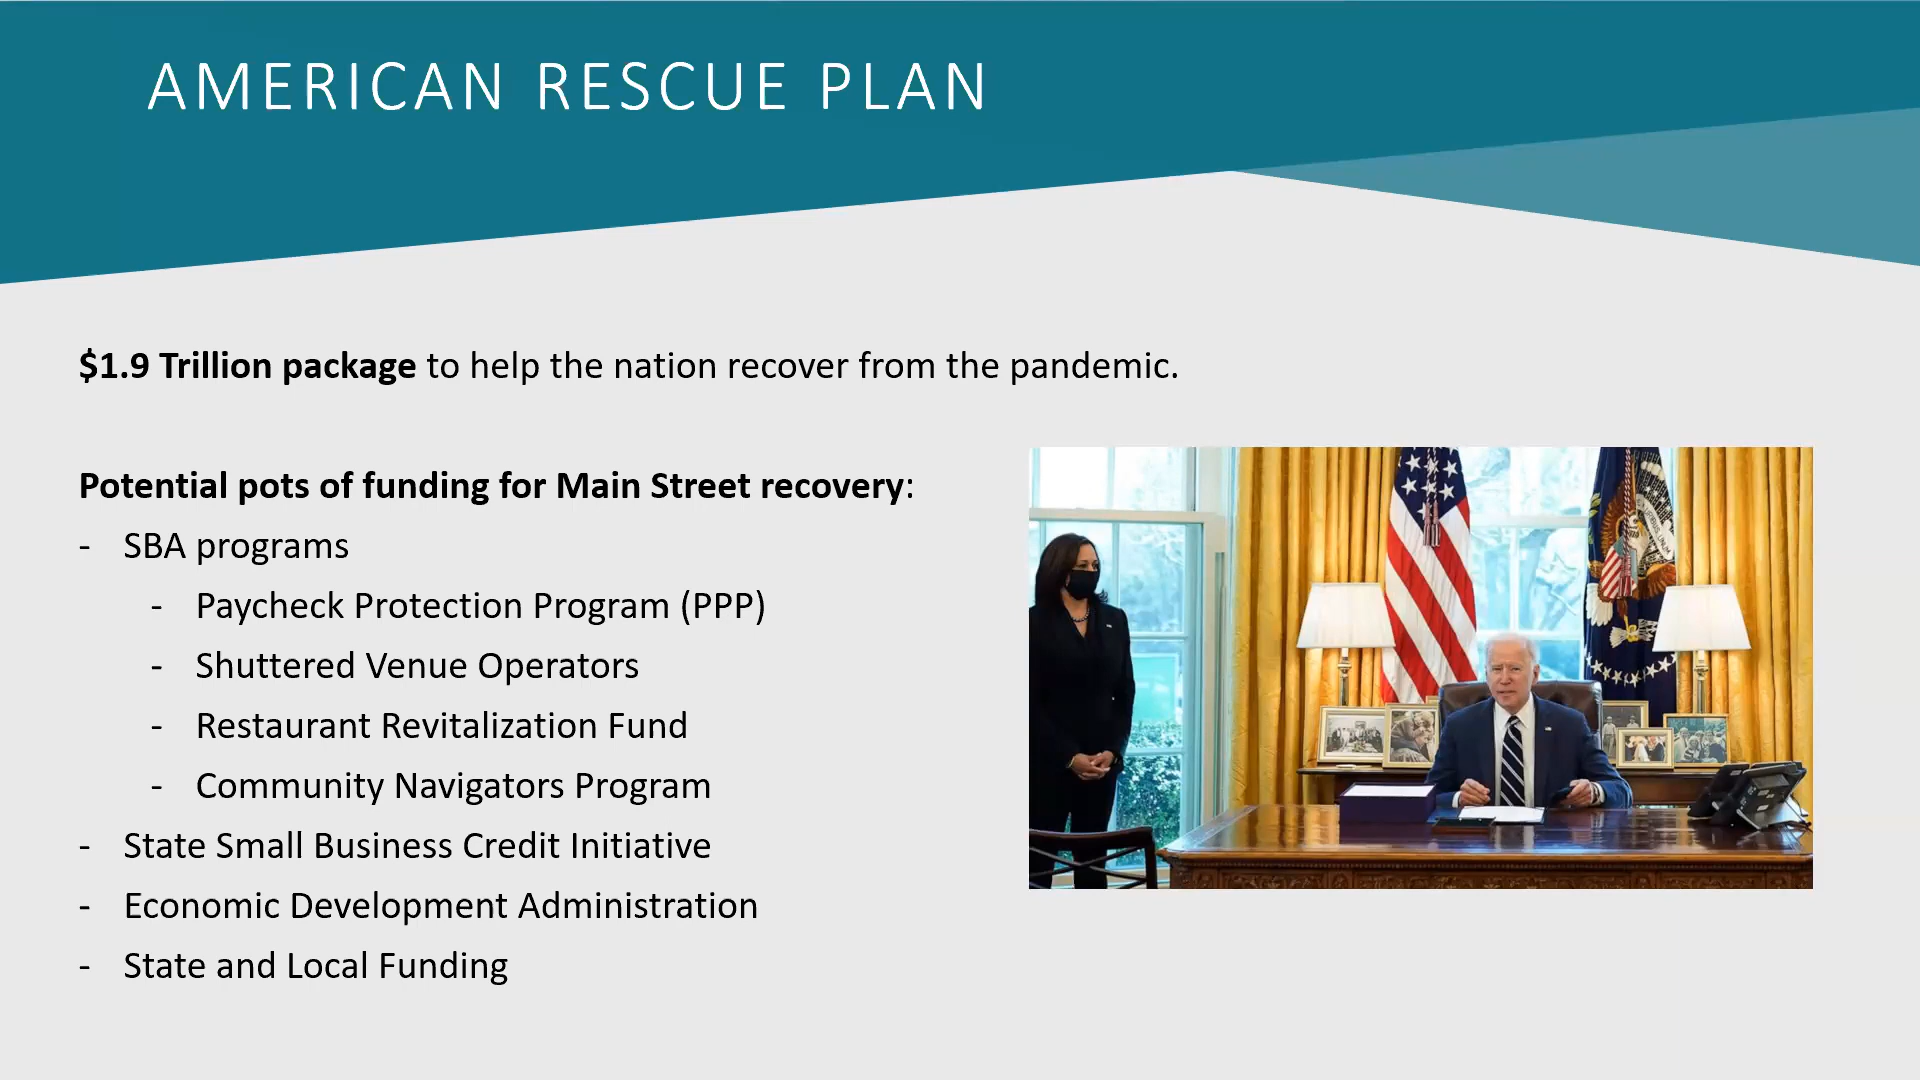 AMERICAN RESCUE PLAN
$1.9 Trillion package to help the nation recover from the pandemic.
Potential pots of funding for Main Street recovery:
- SBA programs
- Paycheck Protection Program (PPP)
- Shuttered Venue Operators
- Restaurant Revitalization Fund
- Community Navigators Program
- State Small Business Credit Initiative
- Economic Development Administration
- State and Local Funding